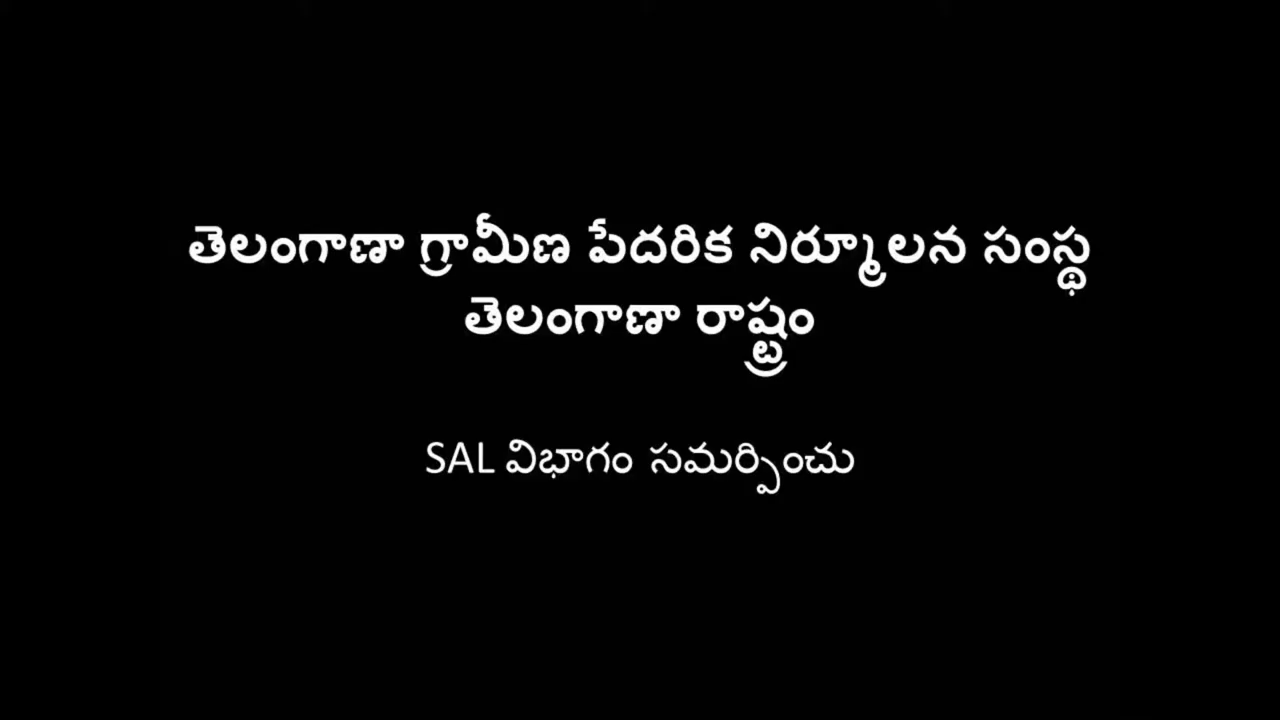 తెలంగాణా గ్రామీణ పేదరిక నిర్మూలన సంస్థ
తెలంగాణా రాష్ట్రం
SAL విభాగం సమర్పించు